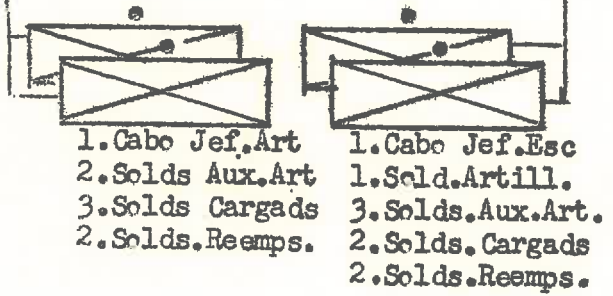 1.Cabo Jef.Art
2.Solds Aux.Art
3.Solds Cargads
2.Solds.Reemps.
1.Cabo Jef.Esc
1.Sold.Artill.
3.Solds.Aux.Art.
2.Solds.Cargads
2.Solds.Reemps.